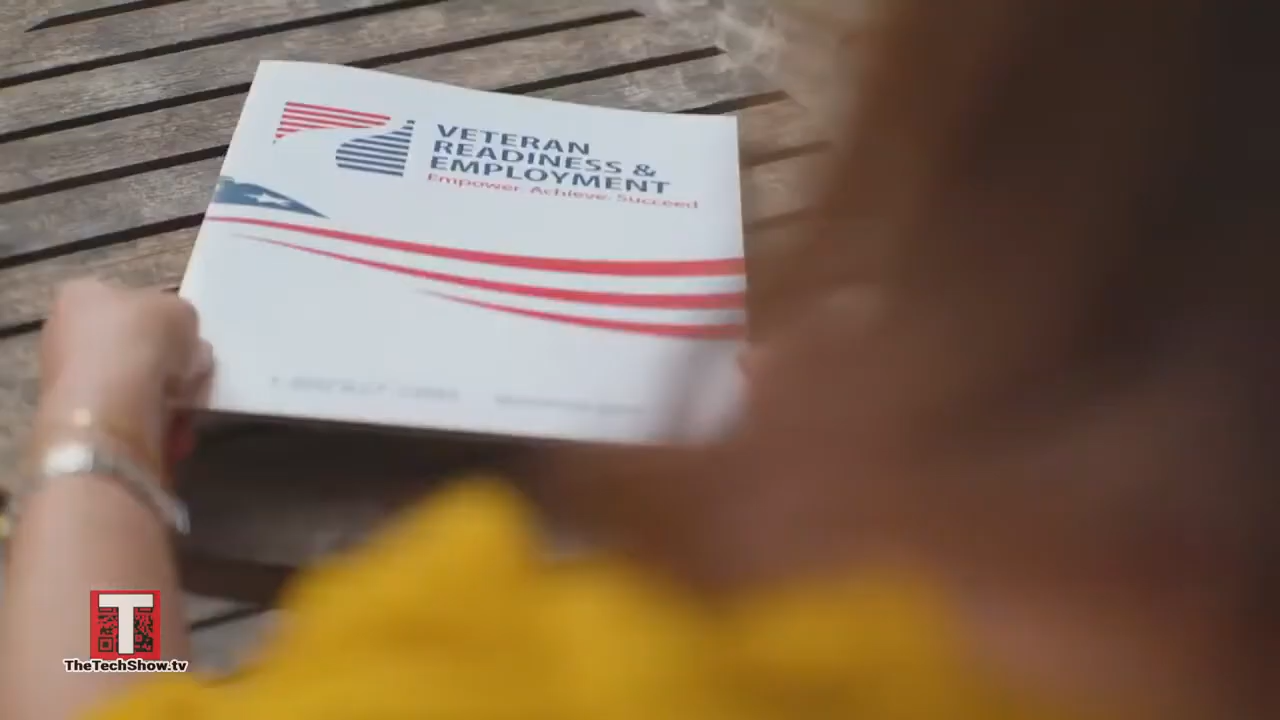 VETERAN
READINESS &
EMPLOYMENT
Empower. Achieve. Succeed
T
TheTechShow.tv